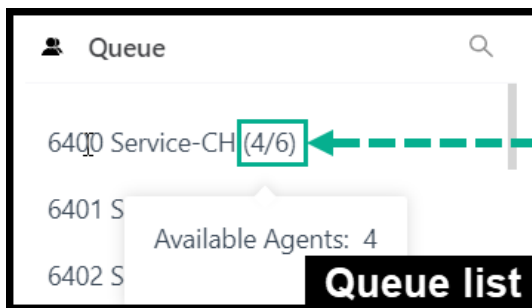 Queue
6400 Service-CH (4/6)
6401 S
Available Agents: 4
6402 S
Queue list